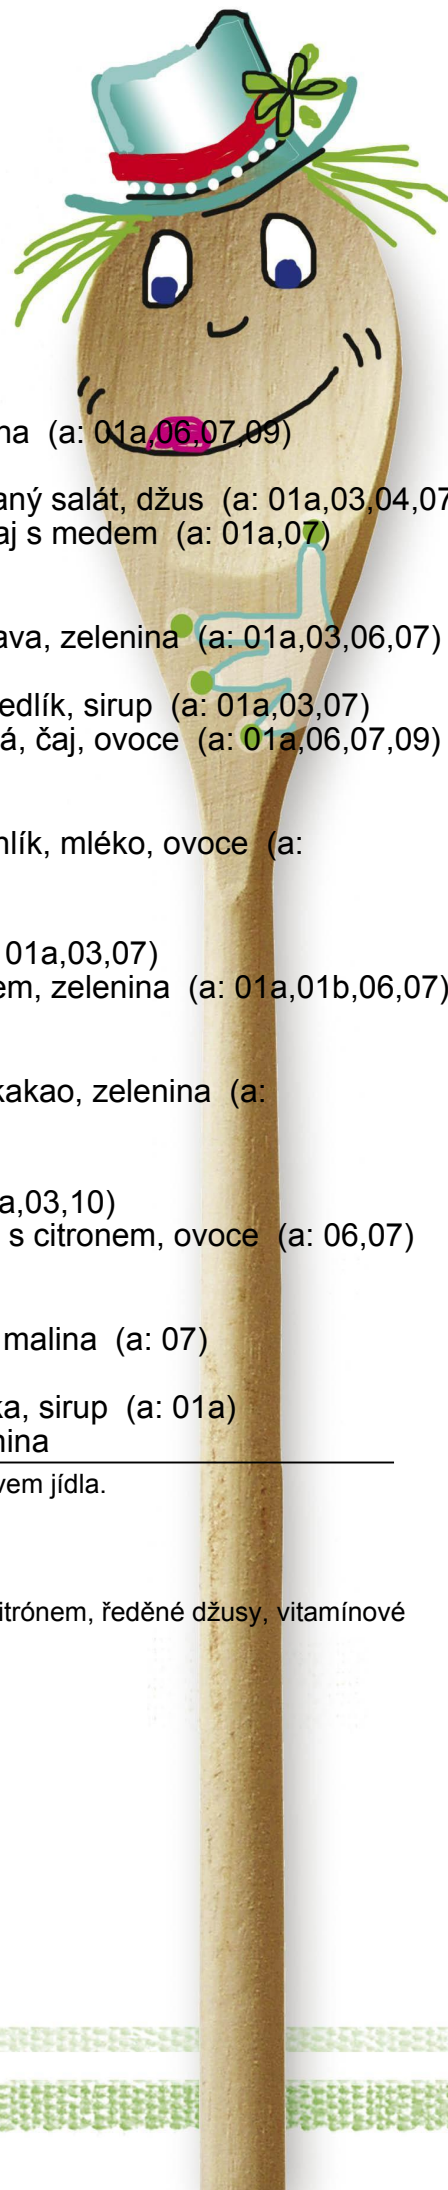 na (a: 01a,06,07,09)
aný salát, džus (a: 01a,03,04,07
aj s medem (a: 01a,07)
ava, zelenina (a: 01a,03,06,07)
edlík, sirup (a: 01a,03,07)
á, čaj, ovoce (a: 01a,06,07,09)
hlík, mléko, ovoce (a:
01a,03,07)
em, zelenina (a: 01a,01b,06,07)
kakao, zelenina (a:
a,03,10)
s citronem, ovoce (a: 06,07)
malina (a: 07)
ka, sirup (a: 01a)
nina
vem jídla.
itrónem, ředěné džusy, vitamínové